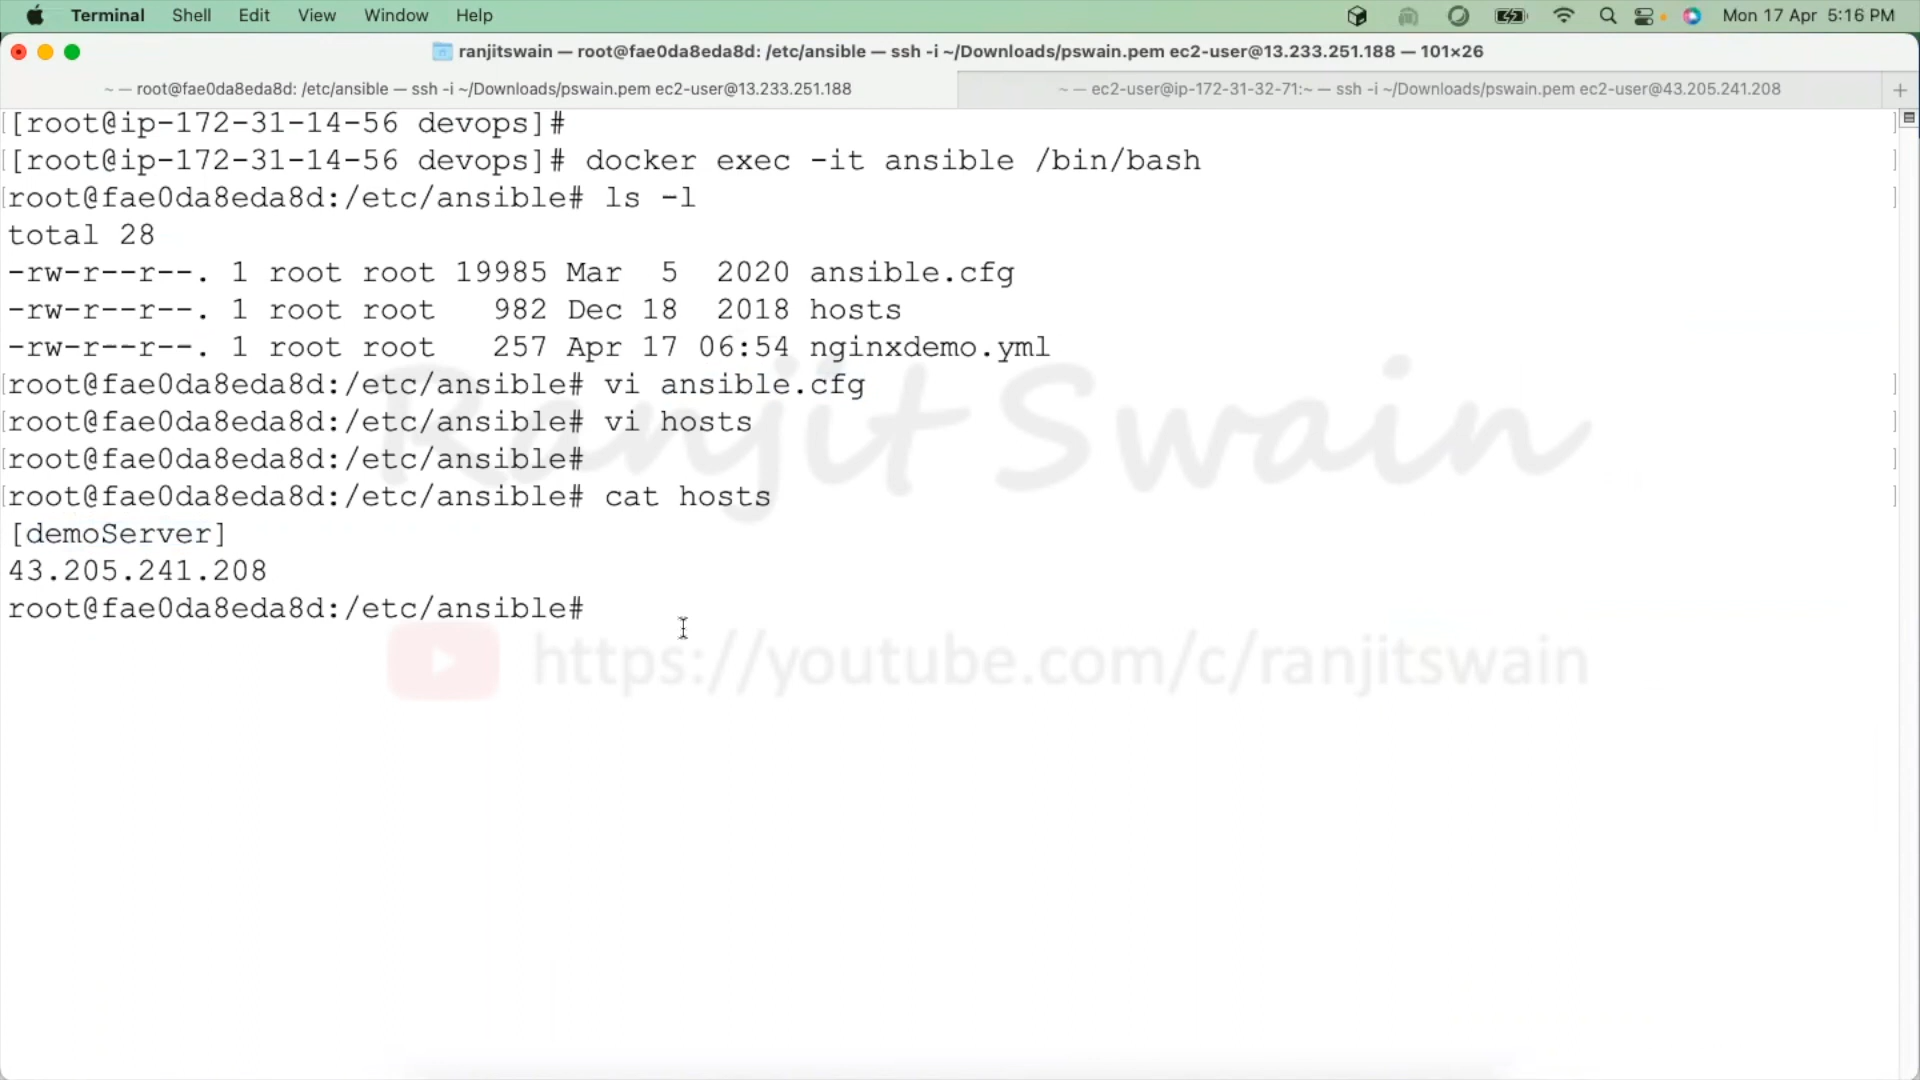 Terminal Shell Edit View Window Help Mon 17 Apr 5:16 PM
ranjitswain — root@fae0da8eda8d: /etc/ansible — ssh -i ~/Downloads/pswain.pem ec2-user@13.233.251.188 — 101×26
~ — root@fae0da8eda8d: /etc/ansible — ssh -i ~/Downloads/pswain.pem ec2-user@13.233.251.188 ~ — ec2-user@ip-172-31-32-71:~ — ssh -i ~/Downloads/pswain.pem ec2-user@43.205.241.208 +
[[root@ip-172-31-14-56 devops]# ]
[[root@ip-172-31-14-56 devops]# docker exec -it ansible /bin/bash ]
[root@fae0da8eda8d:/etc/ansible# ls -l ]
total 28
-rw-r--r--. 1 root root 19985 Mar  5  2020 ansible.cfg
-rw-r--r--. 1 root root   982 Dec 18  2018 hosts
-rw-r--r--. 1 root root   257 Apr 17 06:54 nginxdemo.yml
[root@fae0da8eda8d:/etc/ansible# vi ansible.cfg ]
[root@fae0da8eda8d:/etc/ansible# vi hosts ]
Ranjit Swain
[root@fae0da8eda8d:/etc/ansible# ]
[root@fae0da8eda8d:/etc/ansible# cat hosts ]
[demoServer]
43.205.241.208
root@fae0da8eda8d:/etc/ansible#
https://youtube.com/c/ranjitswain